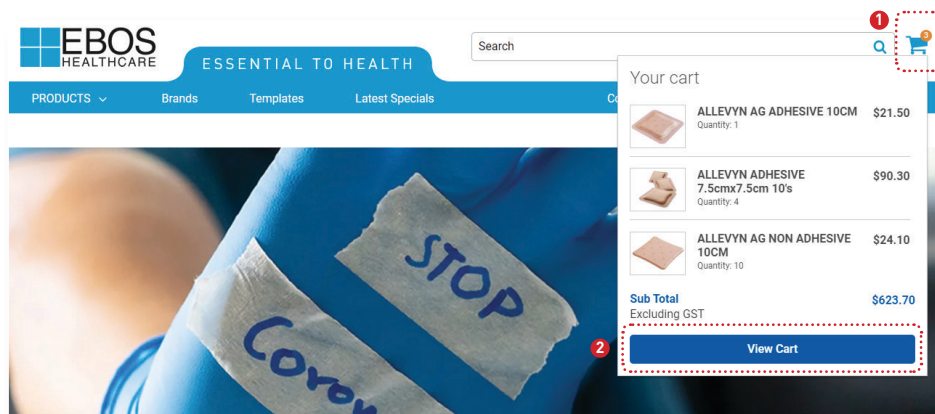 EBOS
HEALTHCARE
ESSENTIAL TO HEALTH
Search
1
3
PRODUCTS
Brands
Templates
Latest Specials
Your cart
ALLEVYN AG ADHESIVE 10CM $21.50
Quantity: 1
ALLEVYN ADHESIVE $90.30
7.5cmx7.5cm 10's
Quantity: 4
ALLEVYN AG NON ADHESIVE $24.10
10CM
Quantity: 10
Sub Total $623.70
Excluding GST
2
View Cart
STOP
Coron